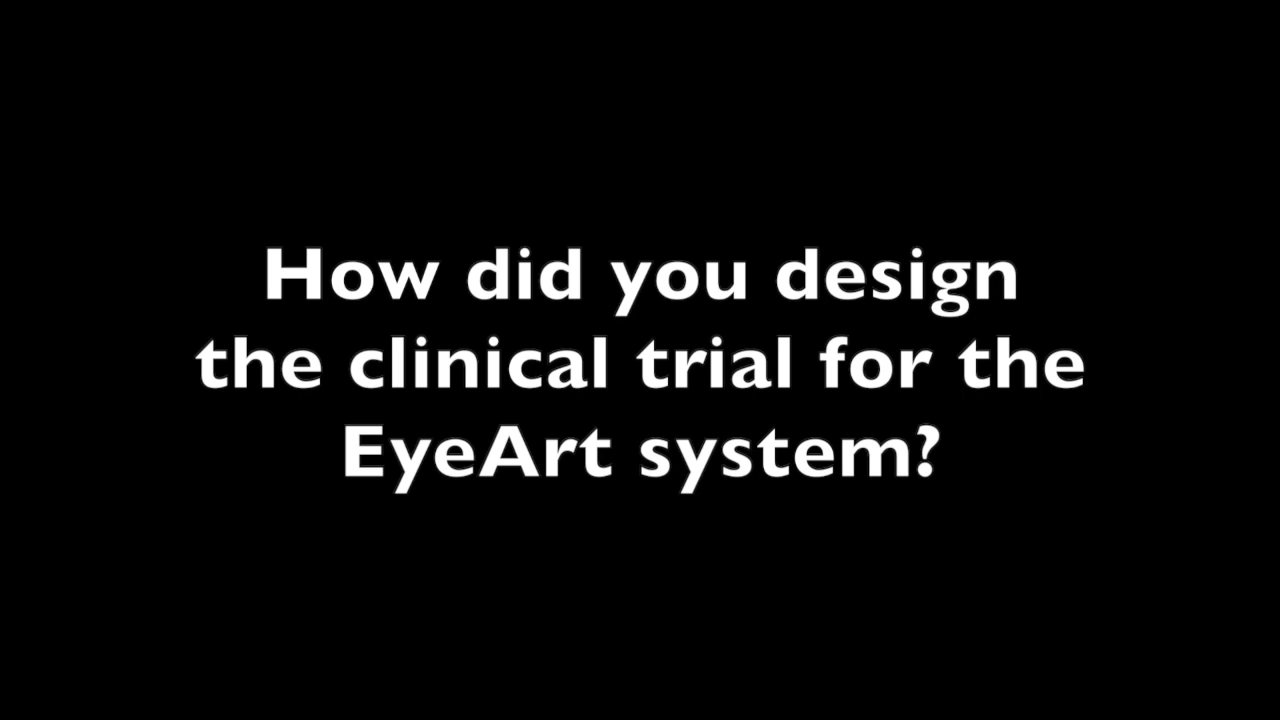 How did you design
the clinical trial for the
EyeArt system?